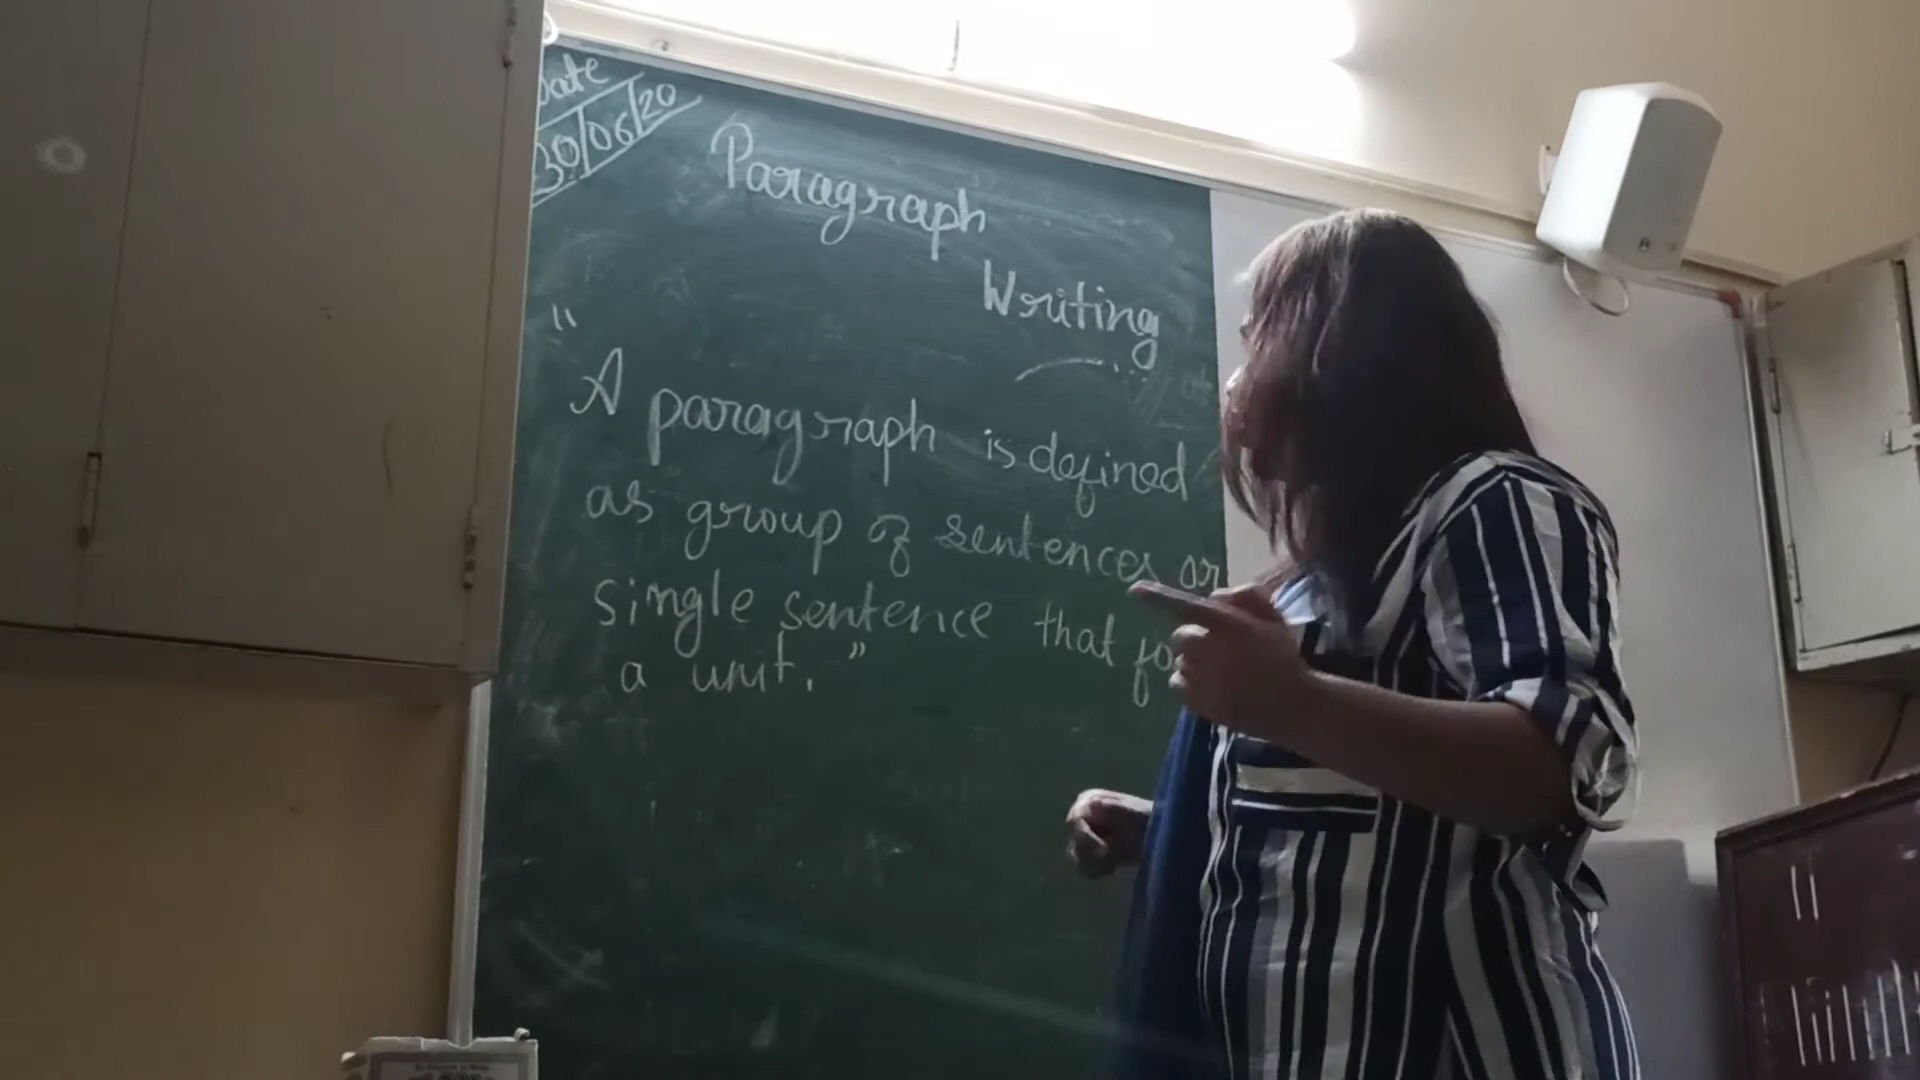 Date
30/06/20
Paragraph
Writing
"
A paragraph is defined
as group of sentences or
single sentence that fo
a unit."